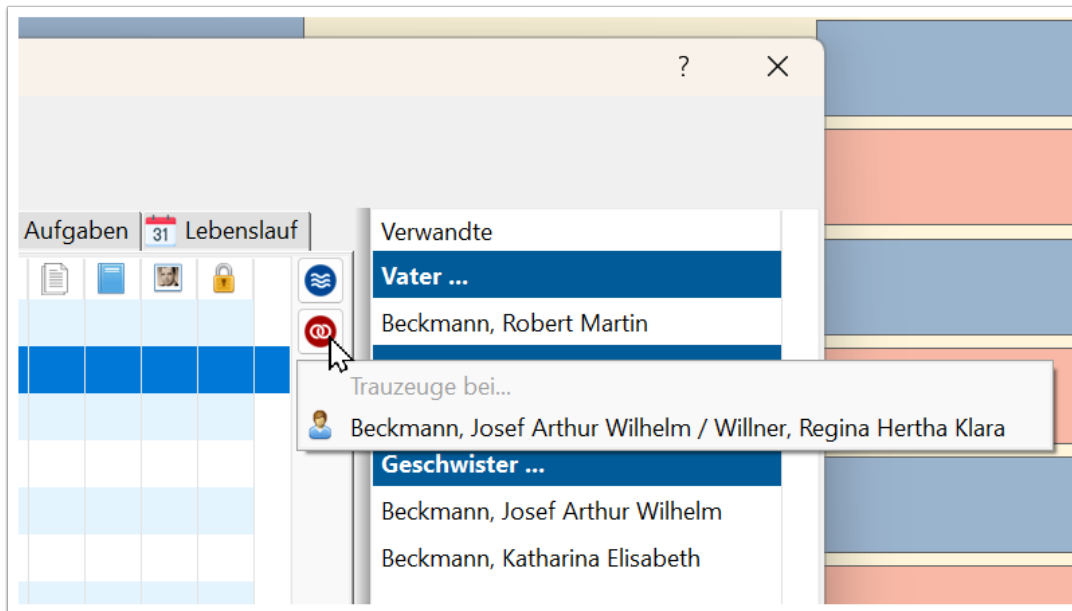 ?
Aufgaben
31 Lebenslauf
Verwandte
Vater ...
Beckmann, Robert Martin
Trauzeuge bei...
Beckmann, Josef Arthur Wilhelm / Willner, Regina Hertha Klara
Geschwister ...
Beckmann, Josef Arthur Wilhelm
Beckmann, Katharina Elisabeth